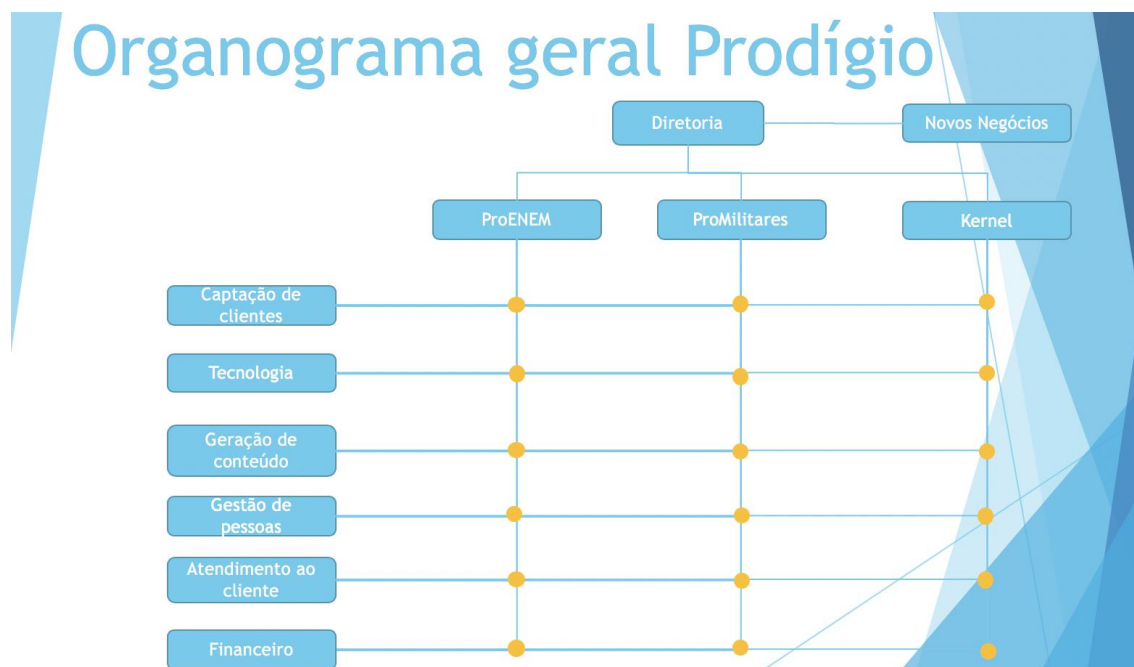 Organograma geral Prodígio
Diretoria
Novos Negócios
ProENEM
ProMilitares
Kernel
Captação de
clientes
Tecnologia
Geração de
conteúdo
Gestão de
pessoas
Atendimento ao
cliente
Financeiro